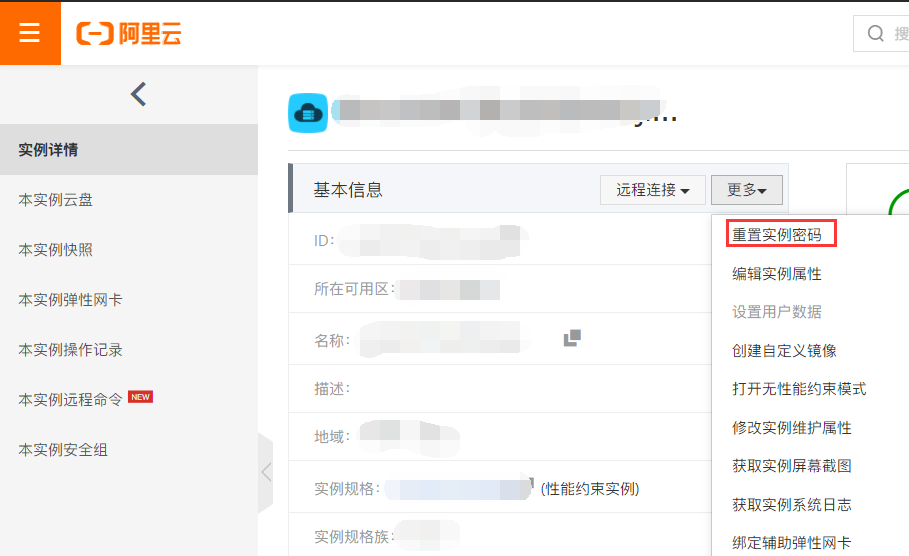 阿里云
搜
实例详情
本实例云盘
本实例快照
本实例弹性网卡
本实例操作记录
本实例远程命令 NEW
本实例安全组
基本信息
远程连接
更多
ID:
所在可用区:
名称:
描述:
地域:
实例规格: (性能约束实例)
实例规格族:
重置实例密码
编辑实例属性
设置用户数据
创建自定义镜像
打开无性能约束模式
修改实例维护属性
获取实例屏幕截图
获取实例系统日志
绑定辅助弹性网卡